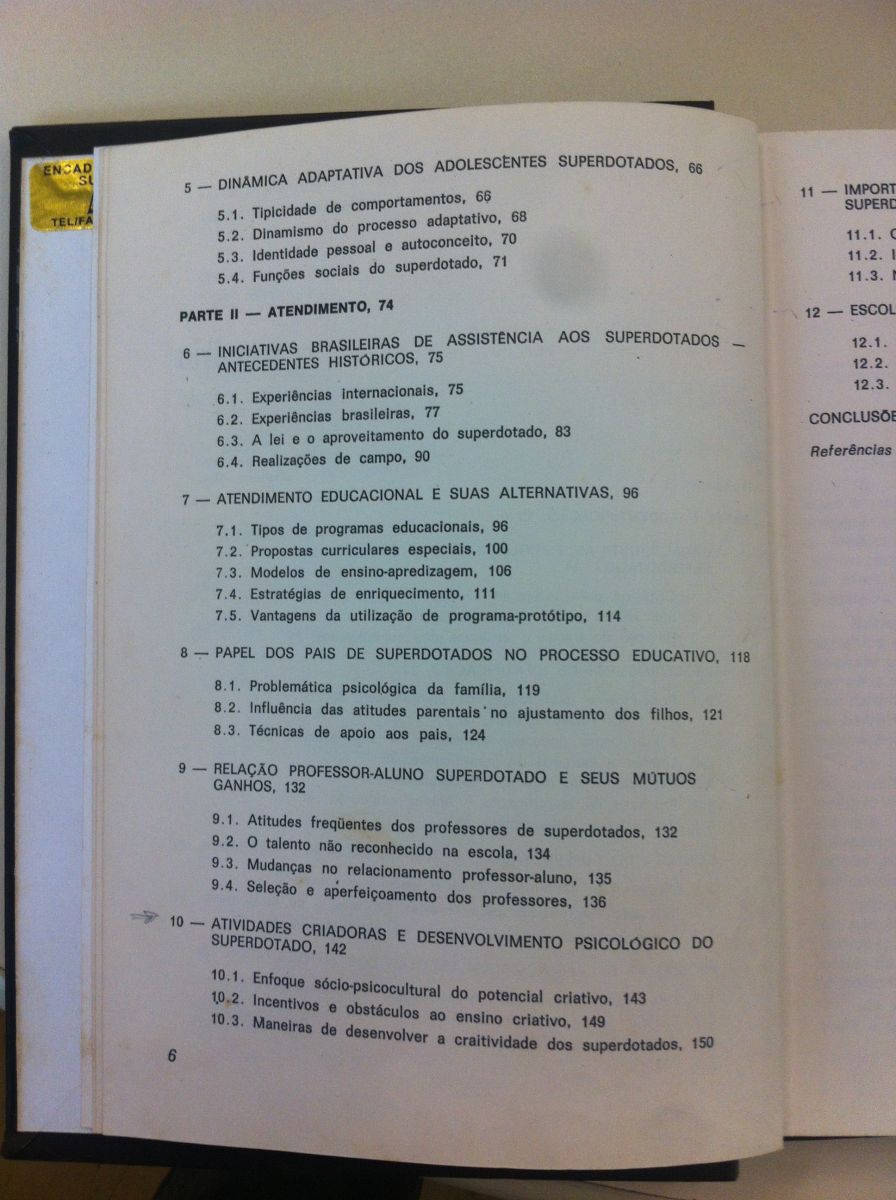 ENCAD
SU
TEL/FA
5 — DINÂMICA ADAPTATIVA DOS ADOLESCENTES SUPERDOTADOS, 66
5.1. Tipicidade de comportamentos, 66
5.2. Dinamismo do processo adaptativo, 68
5.3. Identidade pessoal e autoconceito, 70
5.4. Funções sociais do superdotado, 71
PARTE II — ATENDIMENTO, 74
6 — INICIATIVAS BRASILEIRAS DE ASSISTÊNCIA AOS SUPERDOTADOS —
ANTECEDENTES HISTÓRICOS, 75
6.1. Experiências internacionais, 75
6.2. Experiências brasileiras, 77
6.3. A lei e o aproveitamento do superdotado, 83
6.4. Realizações de campo, 90
7 — ATENDIMENTO EDUCACIONAL E SUAS ALTERNATIVAS, 96
7.1. Tipos de programas educacionais, 96
7.2. Propostas curriculares especiais, 100
7.3. Modelos de ensino-apredizagem, 106
7.4. Estratégias de enriquecimento, 111
7.5. Vantagens da utilização de programa-protótipo, 114
8 — PAPEL DOS PAIS DE SUPERDOTADOS NO PROCESSO EDUCATIVO, 118
8.1. Problemática psicológica da família, 119
8.2. Influência das atitudes parentais no ajustamento dos filhos, 121
8.3. Técnicas de apoio aos pais, 124
9 — RELAÇÃO PROFESSOR-ALUNO SUPERDOTADO E SEUS MÚTUOS
GANHOS, 132
9.1. Atitudes freqüentes dos professores de superdotados, 132
9.2. O talento não reconhecido na escola, 134
9.3. Mudanças no relacionamento professor-aluno, 135
9.4. Seleção e aperfeiçoamento dos professores, 136
10 — ATIVIDADES CRIADORAS E DESENVOLVIMENTO PSICOLÓGICO DO
SUPERDOTADO, 142
10.1. Enfoque sócio-psicocultural do potencial criativo, 143
10.2. Incentivos e obstáculos ao ensino criativo, 149
10.3. Maneiras de desenvolver a craitividade dos superdotados, 150
6
11 — IMPORT
SUPERD
11.1.
11.2. I
11.3. N
12 — ESCOL
12.1.
12.2.
12.3.
CONCLUSÕE
Referências